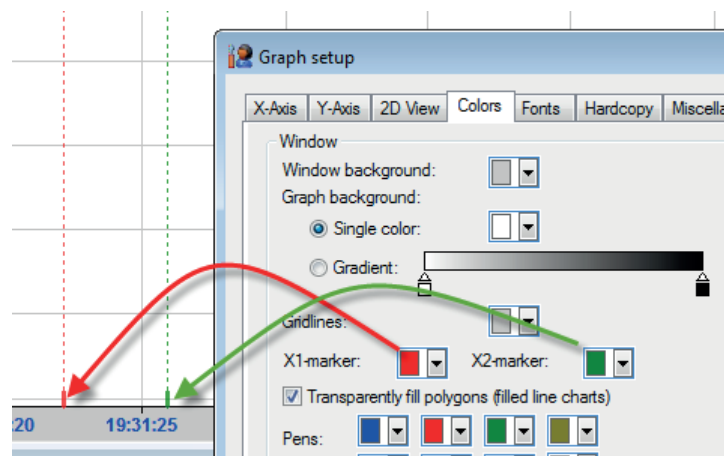 Graph setup
X-Axis Y-Axis 2D View Colors Fonts Hardcopy Miscella
Window
Window background:
Graph background:
Single color:
Gradient:
Gridlines:
X1-marker: X2-marker:
Transparently fill polygons (filled line charts)
:20 19:31:25
Pens: